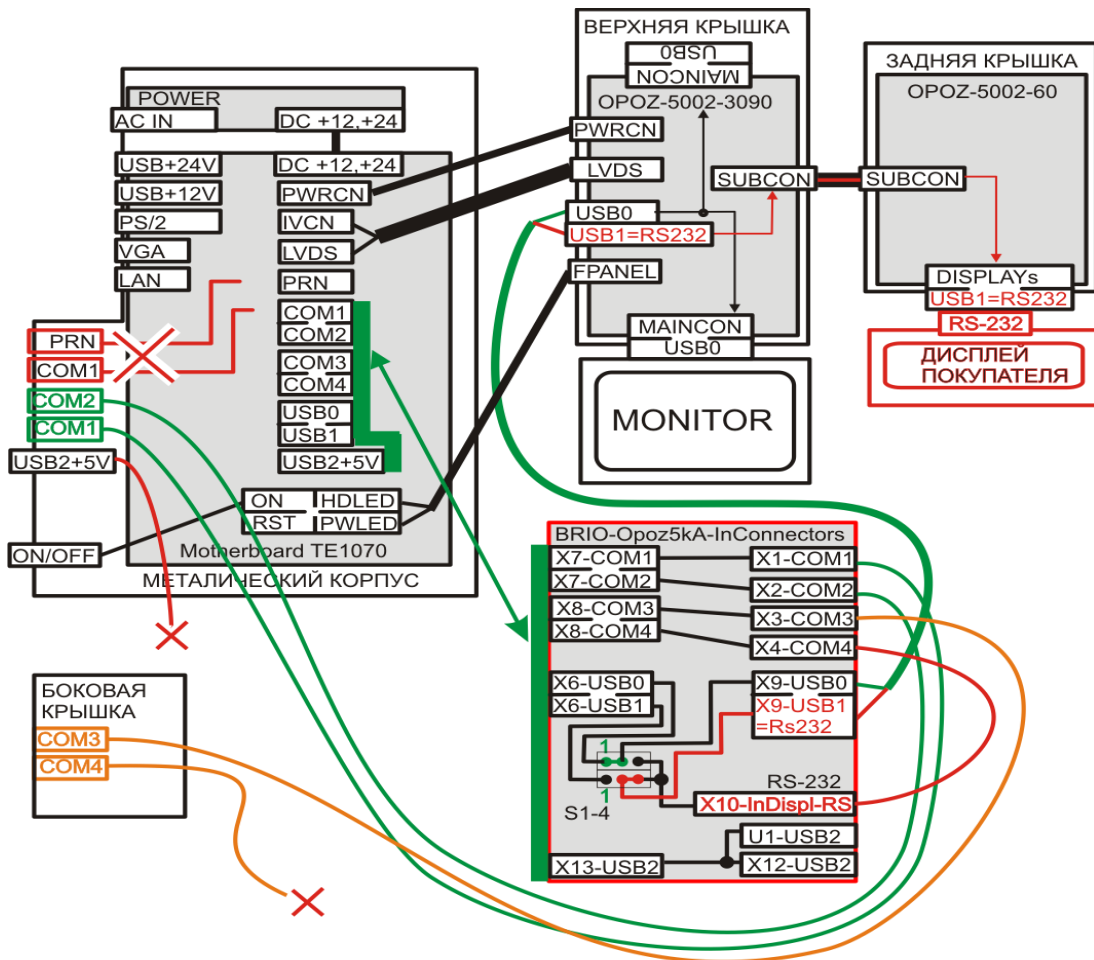 POWER
AC IN
DC +12,+24
USB+24V
USB+12V
PS/2
VGA
LAN
DC +12,+24
PWRCN
IVCN
LVDS
PRN
COM1
COM2
COM3
COM4
USB0
USB1
USB2+5V
PRN
COM1
COM2
COM1
USB2+5V
ON/OFF
ON
HDLED
RST
PWLED
Motherboard TE1070
МЕТАЛИЧЕСКИЙ КОРПУС
ВЕРХНЯЯ КРЫШКА
USB0
MAINCON
OPOZ-5002-3090
PWRCN
LVDS
SUBCON
USB0
USB1=RS232
FPANEL
MAINCON
USB0
MONITOR
ЗАДНЯЯ КРЫШКА
OPOZ-5002-60
SUBCON
DISPLAYs
USB1=RS232
RS-232
ДИСПЛЕЙ
ПОКУПАТЕЛЯ
BRIO-Opoz5kA-InConnectors
X7-COM1
X7-COM2
X8-COM3
X8-COM4
X6-USB0
X6-USB1
X1-COM1
X2-COM2
X3-COM3
X4-COM4
X9-USB0
X9-USB1
=Rs232
1
1
S1-4
RS-232
X10-InDispl-RS
U1-USB2
X13-USB2
X12-USB2
БОКОВАЯ
КРЫШКА
COM3
COM4